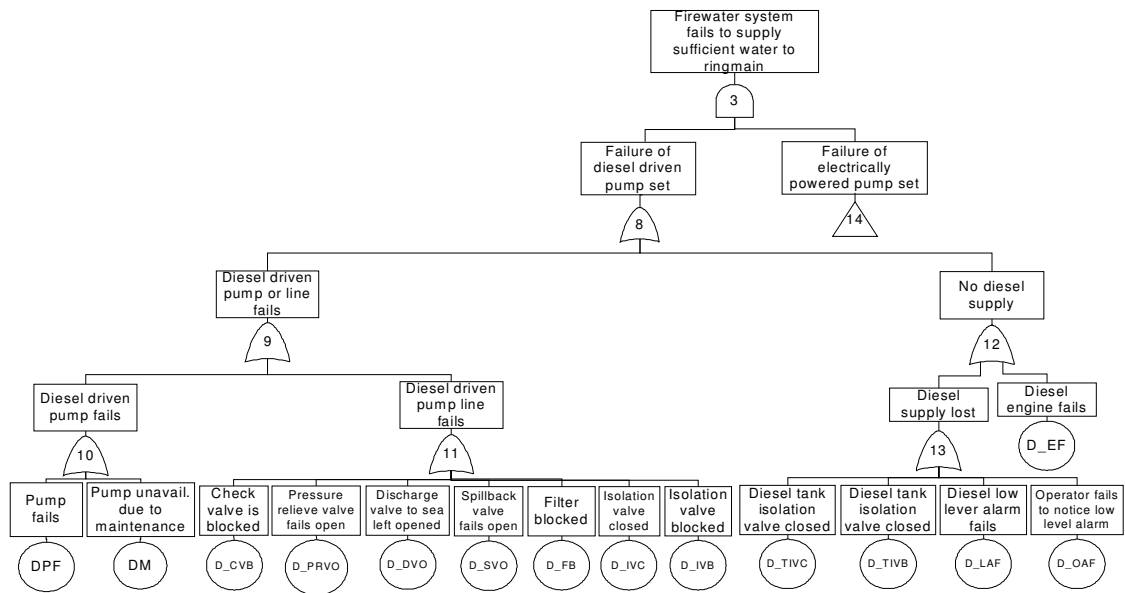 Firewater system
fails to supply
sufficient water to
ringmain
3
Failure of
diesel driven
pump set
Failure of
electrically
powered pump set
8
14
Diesel driven
pump or line
fails
No diesel
supply
9
12
Diesel driven
pump fails
Diesel driven
pump line
fails
Diesel
supply lost
Diesel
engine fails
10
11
13
D_EF
Pump
fails
Pump unavail.
due to
maintenance
Check
valve is
blocked
Pressure
relieve valve
fails open
Discharge
valve to sea
left opened
Spillback
valve
fails open
Filter
blocked
Isolation
valve
closed
Isolation
valve
blocked
Diesel tank
isolation
valve closed
Diesel tank
isolation
valve closed
Diesel low
lever alarm
fails
Operator fails
to notice low
level alarm
DPF
DM
D_CVB
D_PRVO
D_DVO
D_SVO
D_FB
D_IVC
D_IVB
D_TIVC
D_TIVB
D_LAF
D_OAF